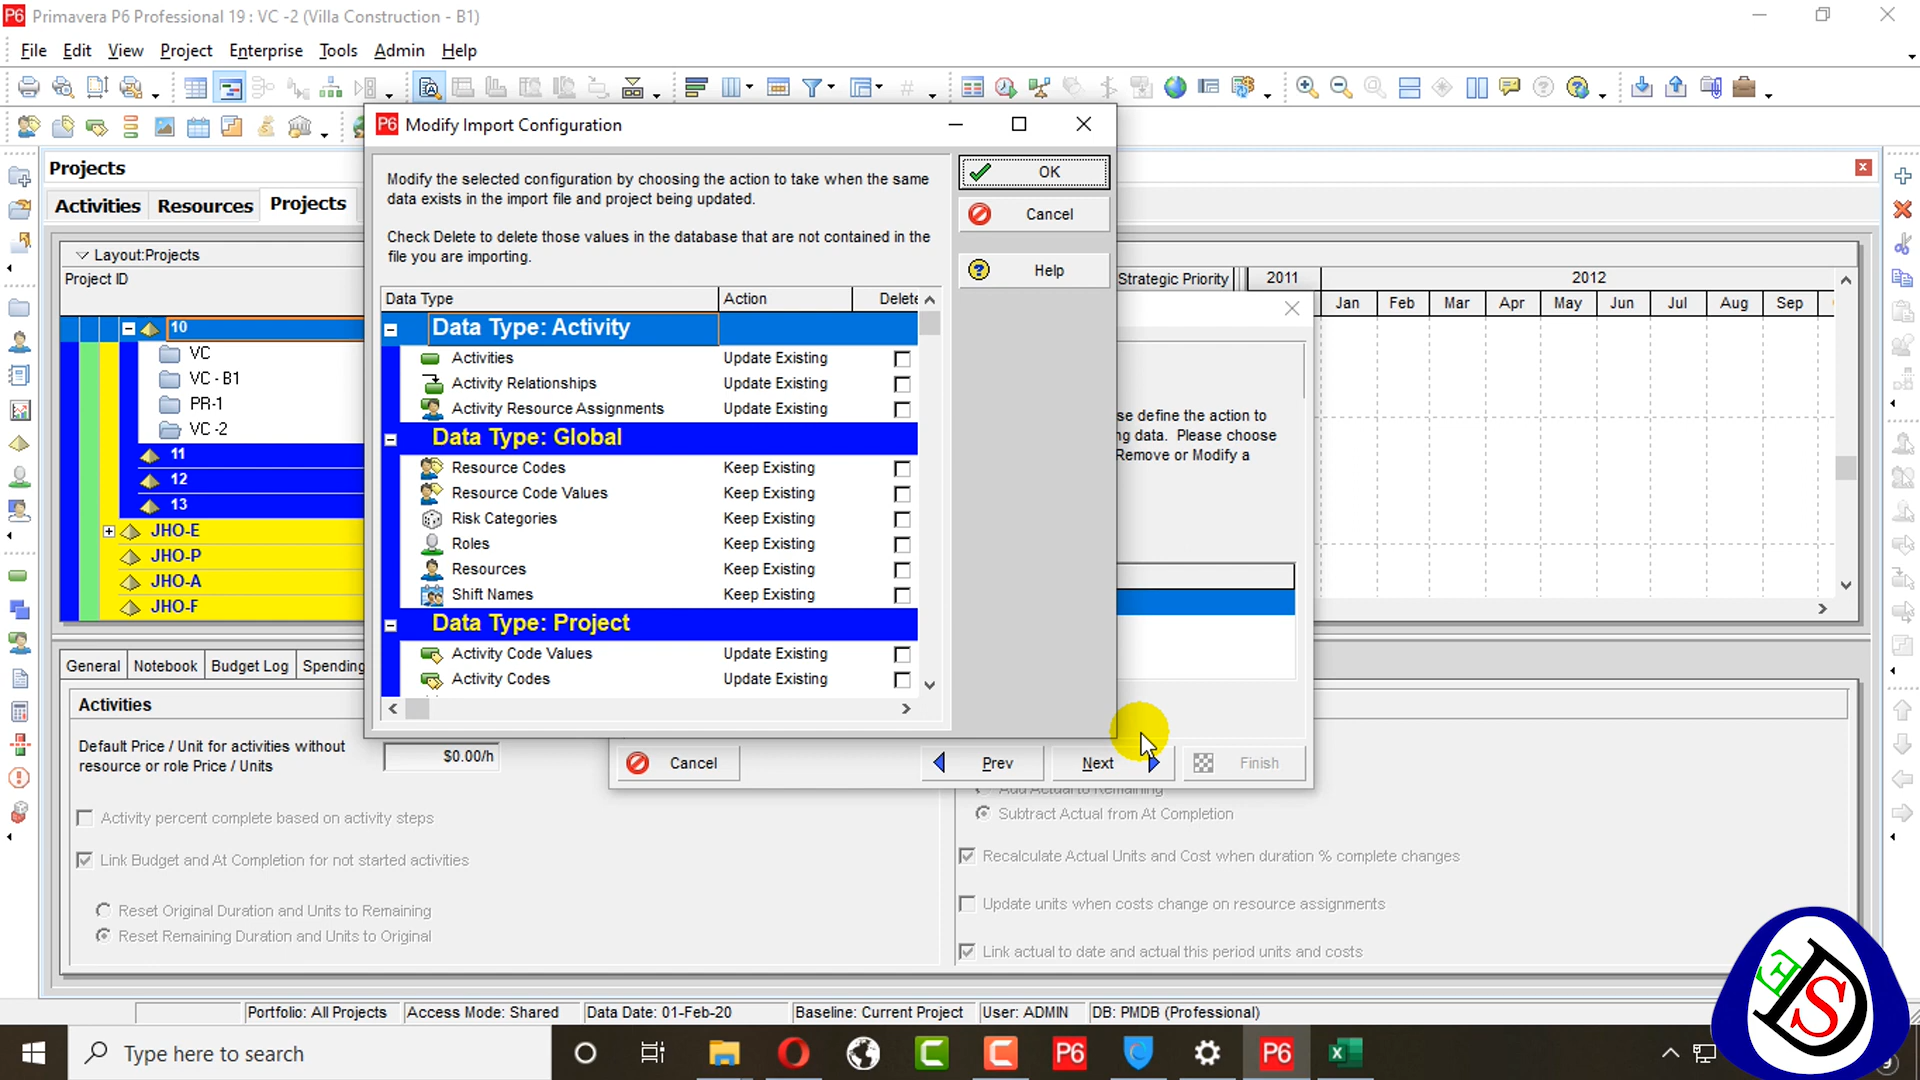 P6 Primavera P6 Professional 19 : VC -2 (Villa Construction - B1)
File Edit View Project Enterprise Tools Admin Help
P6 Modify Import Configuration
Modify the selected configuration by choosing the action to take when the same
data exists in the import file and project being updated.
Check Delete to delete those values in the database that are not contained in the
file you are importing.
OK
Cancel
Help
Data Type Action Delete
Data Type: Activity
Activities Update Existing
Activity Relationships Update Existing
Activity Resource Assignments Update Existing
Data Type: Global
Resource Codes Keep Existing
Resource Code Values Keep Existing
Risk Categories Keep Existing
Roles Keep Existing
Resources Keep Existing
Shift Names Keep Existing
Data Type: Project
Activity Code Values Update Existing
Activity Codes Update Existing
Projects
Activities Resources Projects
Layout:Projects
Project ID
10
VC
VC - B1
PR-1
VC -2
11
12
13
JHO-E
JHO-P
JHO-A
JHO-F
Strategic Priority 2011 2012
Jan Feb Mar Apr May Jun Jul Aug Sep
se define the action to
ng data. Please choose
Remove or Modify a
Cancel Prev Next Finish
General Notebook Budget Log Spending
Activities
Default Price / Unit for activities without
resource or role Price / Units
$0.00/h
Activity percent complete based on activity steps
Link Budget and At Completion for not started activities
Reset Original Duration and Units to Remaining
Reset Remaining Duration and Units to Original
Add Actual to Remaining
Subtract Actual from At Completion
Recalculate Actual Units and Cost when duration % complete changes
Update units when costs change on resource assignments
Link actual to date and actual this period units and costs
Portfolio: All Projects Access Mode: Shared Data Date: 01-Feb-20 Baseline: Current Project User: ADMIN DB: PMDB (Professional)
Type here to search
P6 P6
E S